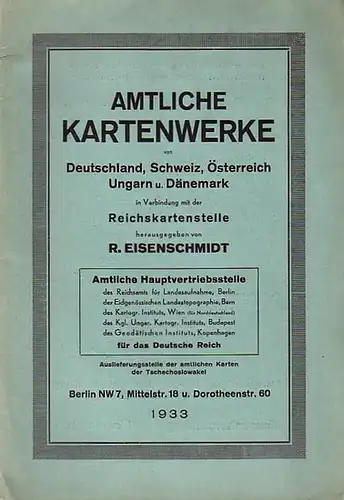 AMTLICHE
KARTENWERKE
von
Deutschland, Schweiz, Österreich
Ungarn u. Dänemark
in Verbindung mit der
Reichskartenstelle
herausgegeben von
R. EISENSCHMIDT
Amtliche Hauptvertriebsstelle
des Reichsamts für Landesaufnahme, Berlin
der Eidgenössischen Landestopographie, Bern
des Kartogr. Instituts, Wien (für Norddeutschland)
des Kgl. Ungar. Kartogr. Instituts, Budapest
des Geodätischen Instituts, Kopenhagen
für das Deutsche Reich
Auslieferungsstelle der amtlichen Karten
der Tschechoslowakei
Berlin NW7, Mittelstr. 18 u. Dorotheenstr. 60
1933